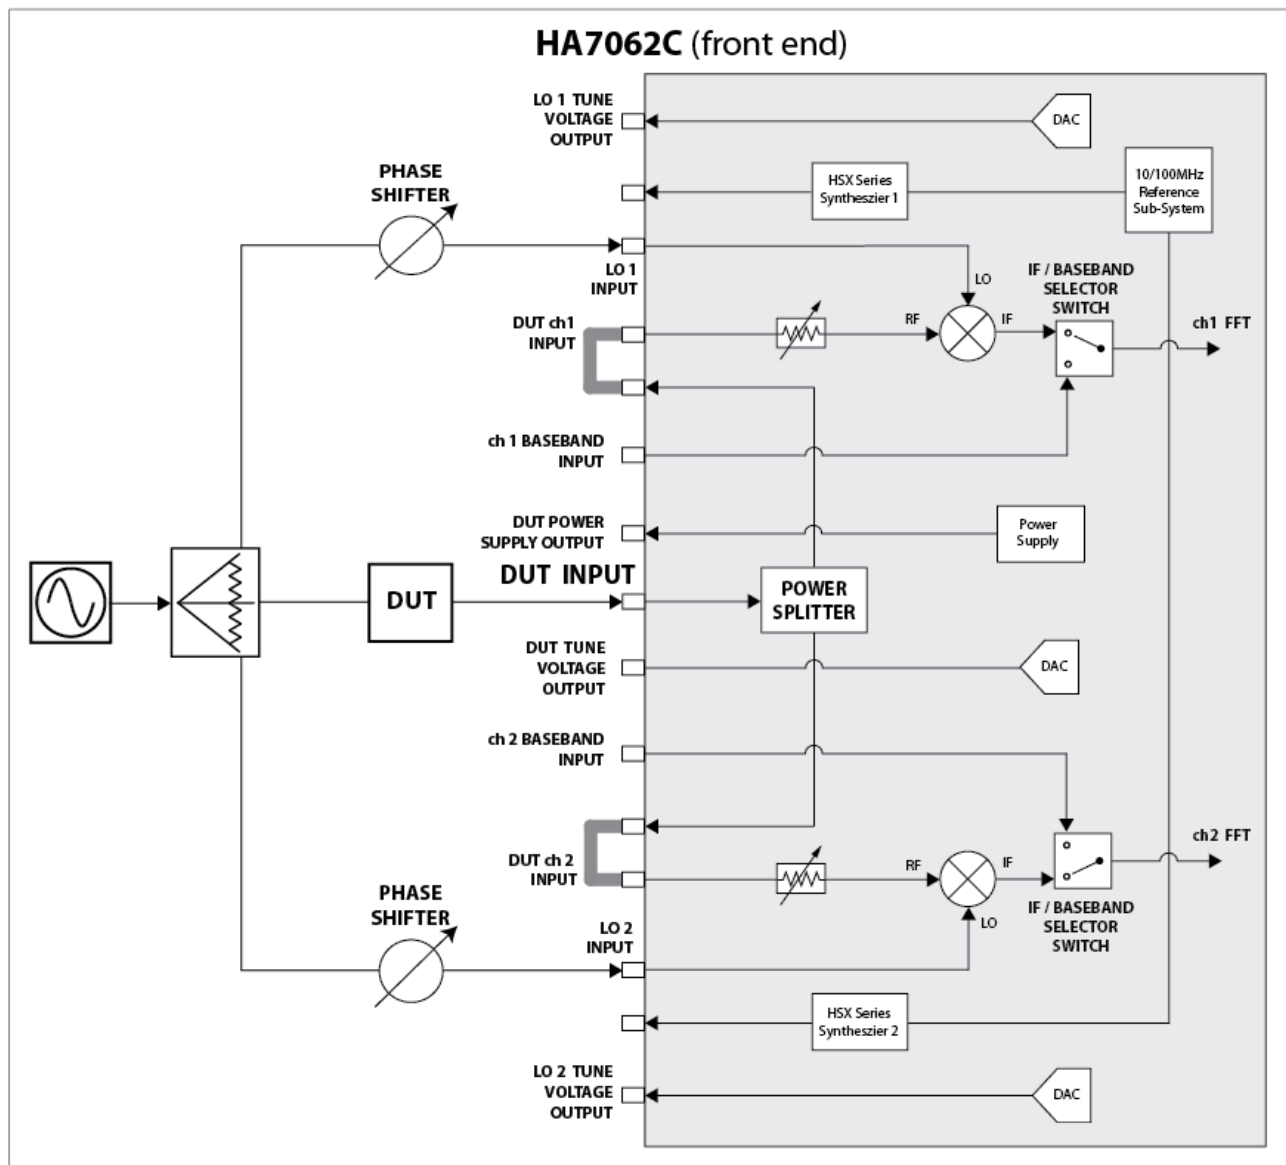 HA7062C (front end)
LO 1 TUNE
VOLTAGE
OUTPUT
DAC
PHASE
SHIFTER
HSX Series
Syntheszier 1
10/100MHz
Reference
Sub-System
LO 1
INPUT
LO
IF / BASEBAND
SELECTOR
SWITCH
DUT ch1
INPUT
RF
IF
ch1 FFT
ch 1 BASEBAND
INPUT
DUT POWER
SUPPLY OUTPUT
Power
Supply
DUT INPUT
DUT
POWER
SPLITTER
DUT TUNE
VOLTAGE
OUTPUT
DAC
ch 2 BASEBAND
INPUT
ch2 FFT
DUT ch 2
INPUT
RF
IF
PHASE
SHIFTER
LO
IF / BASEBAND
SELECTOR
SWITCH
LO 2
INPUT
HSX Series
Syntheszier 2
LO 2 TUNE
VOLTAGE
OUTPUT
DAC